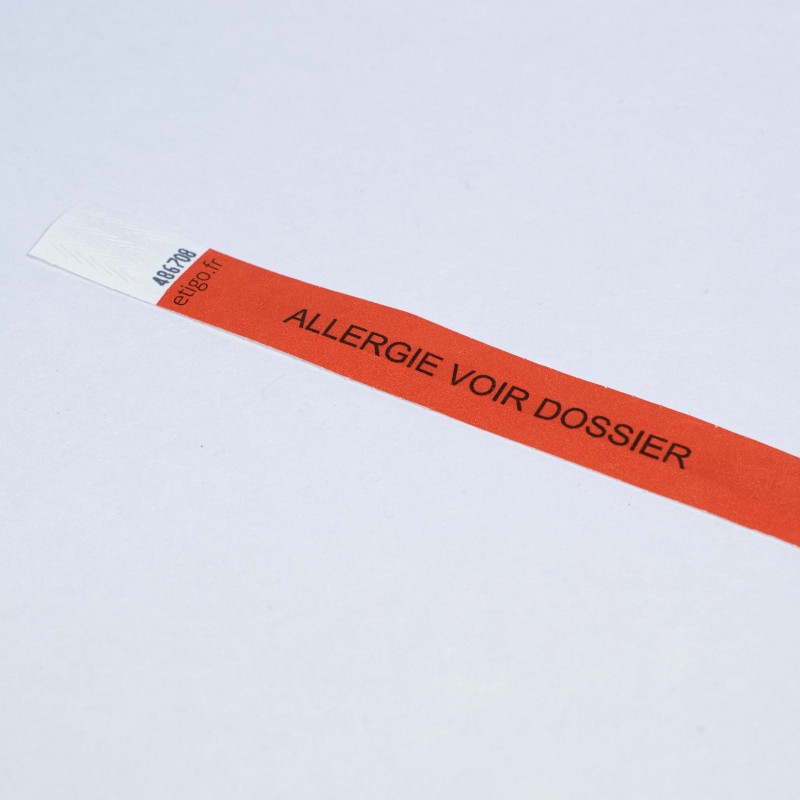 486708
etigo.fr
ALLERGIE VOIR DOSSIER